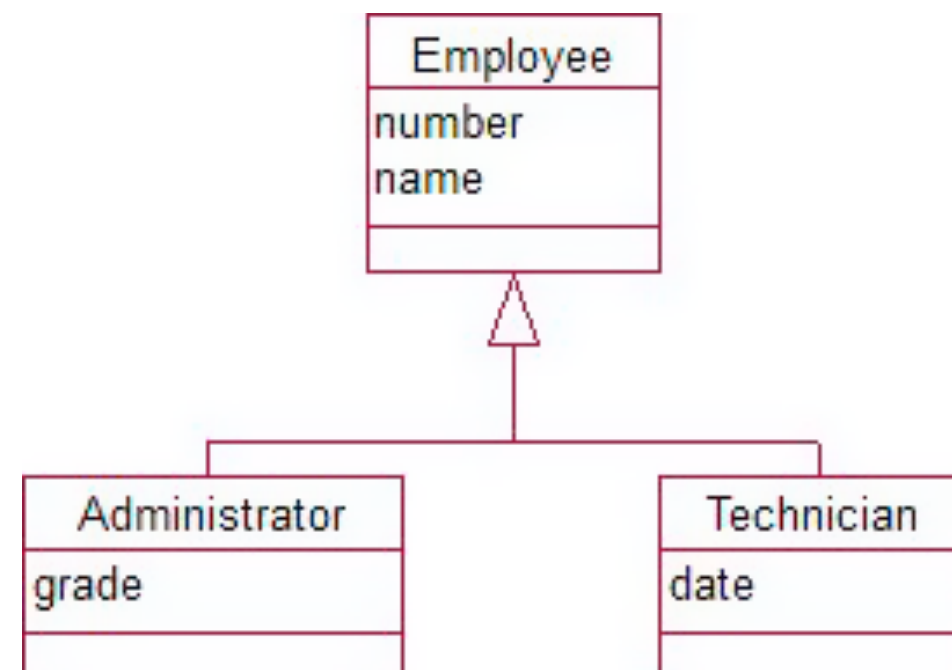 Employee
number
name
Administrator
grade
Technician
date